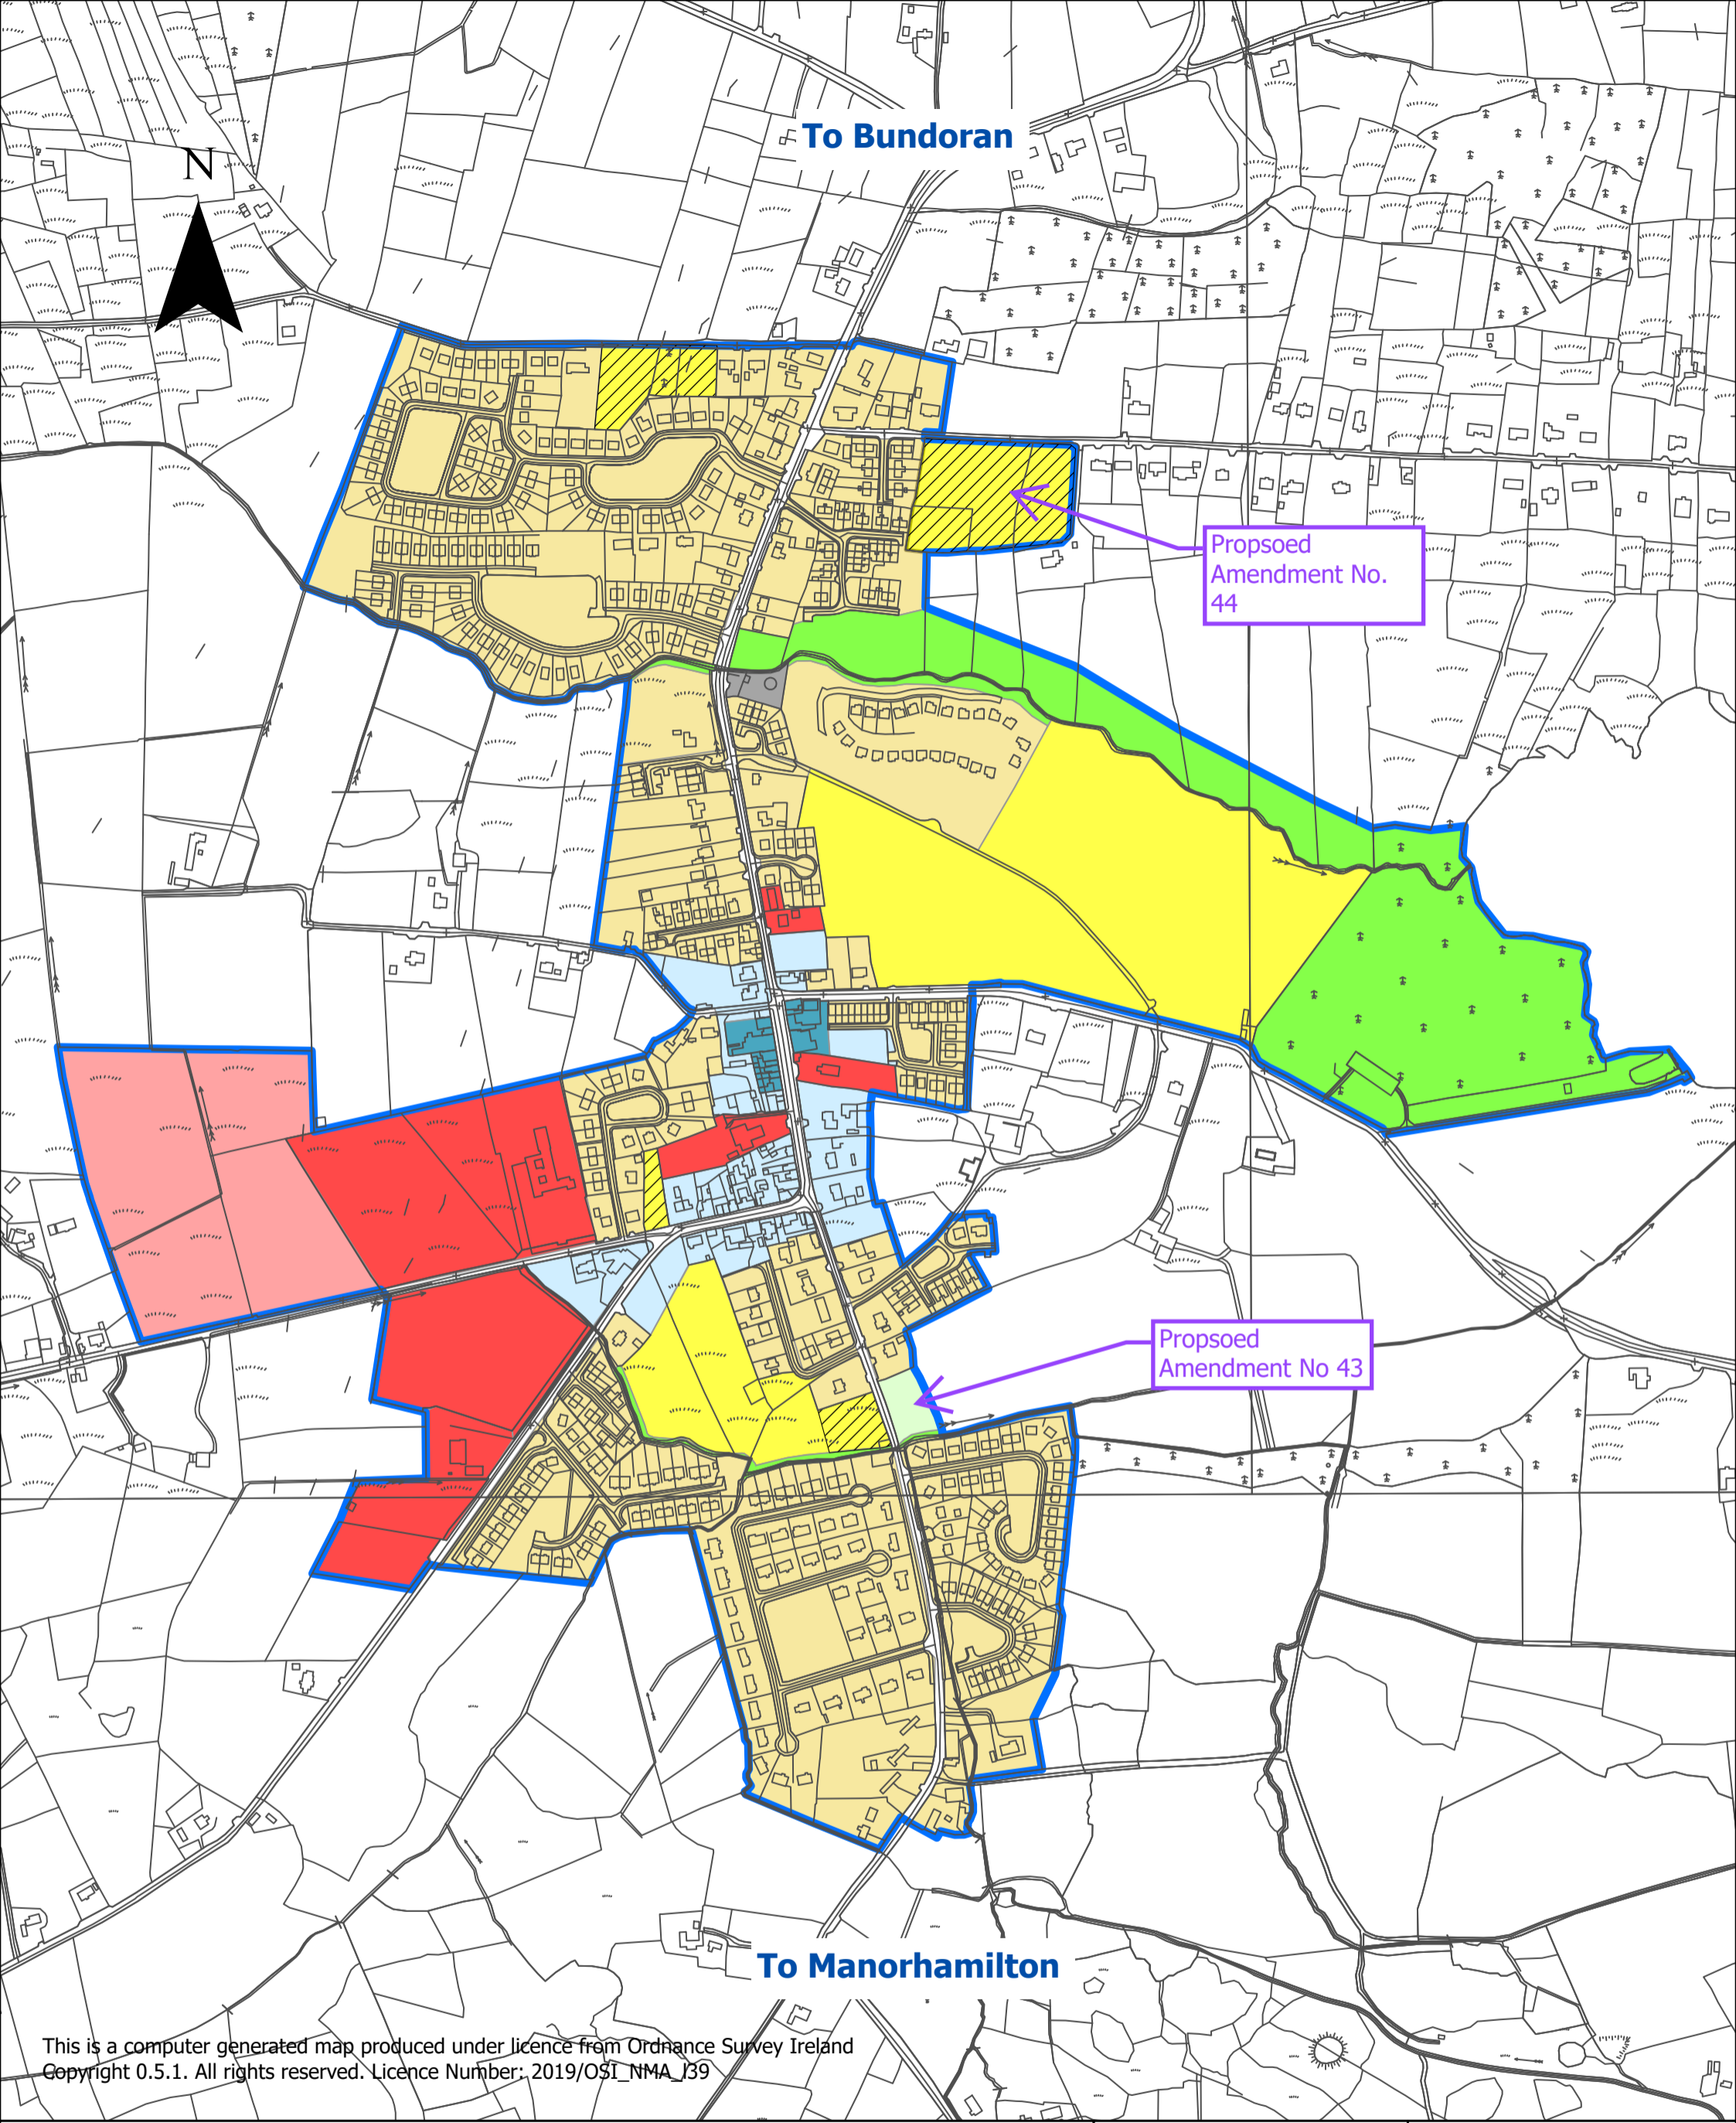 To Bundoran
N
Propsoed
Amendment No.
44
Propsoed
Amendment No 43
To Manorhamilton
This is a computer generated map produced under licence from Ordnance Survey Ireland
Copyright 0.5.1. All rights reserved. Licence Number: 2019/OSI_NMA_l39